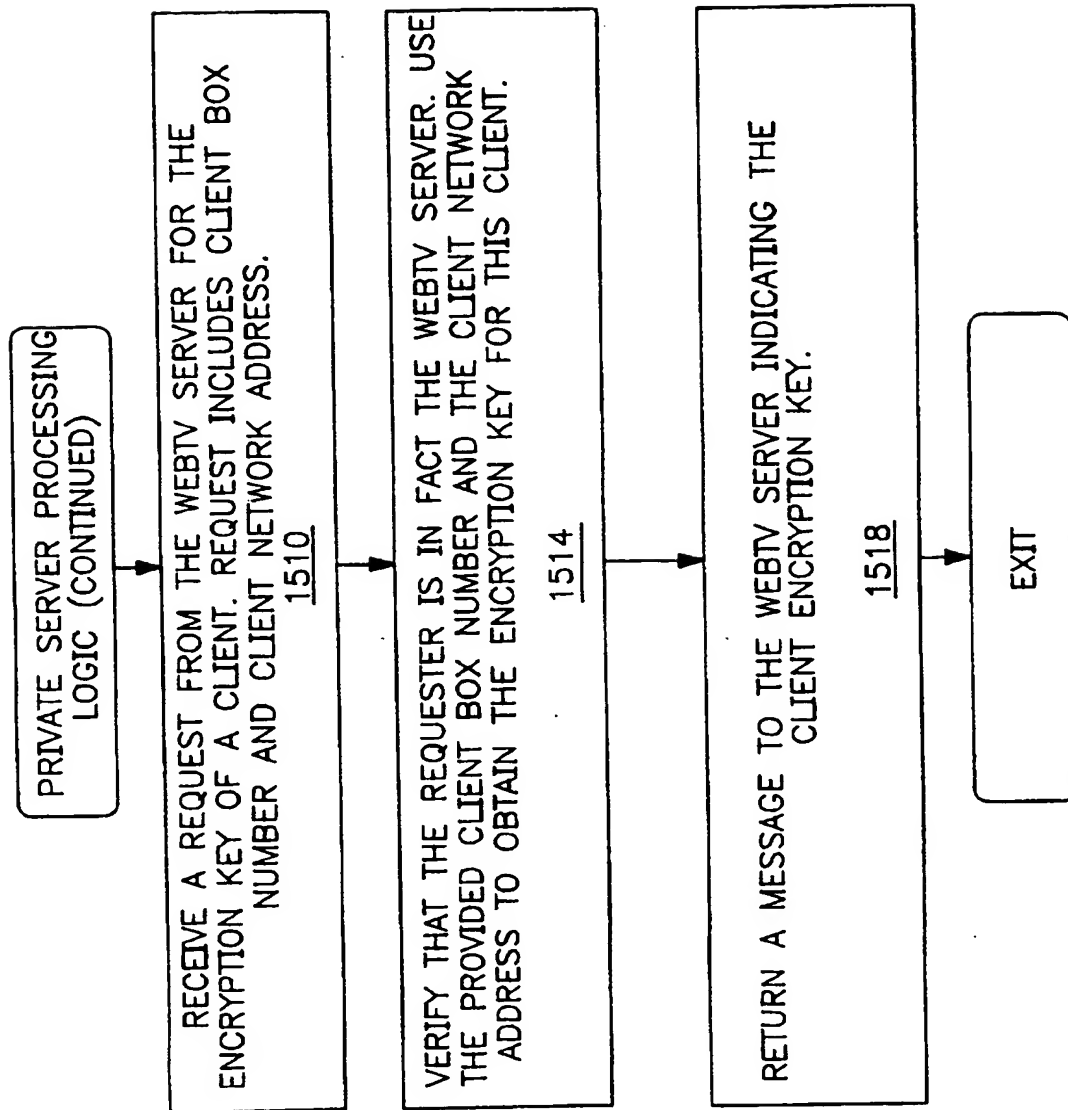 PRIVATE SERVER PROCESSING
LOGIC (CONTINUED)
RECEIVE A REQUEST FROM THE WEBTV SERVER FOR THE
ENCRYPTION KEY OF A CLIENT. REQUEST INCLUDES CLIENT BOX
NUMBER AND CLIENT NETWORK ADDRESS.
1510
VERIFY THAT THE REQUESTER IS IN FACT THE WEBTV SERVER. USE
THE PROVIDED CLIENT BOX NUMBER AND THE CLIENT NETWORK
ADDRESS TO OBTAIN THE ENCRYPTION KEY FOR THIS CLIENT.
1514
RETURN A MESSAGE TO THE WEBTV SERVER INDICATING THE
CLIENT ENCRYPTION KEY.
1518
EXIT